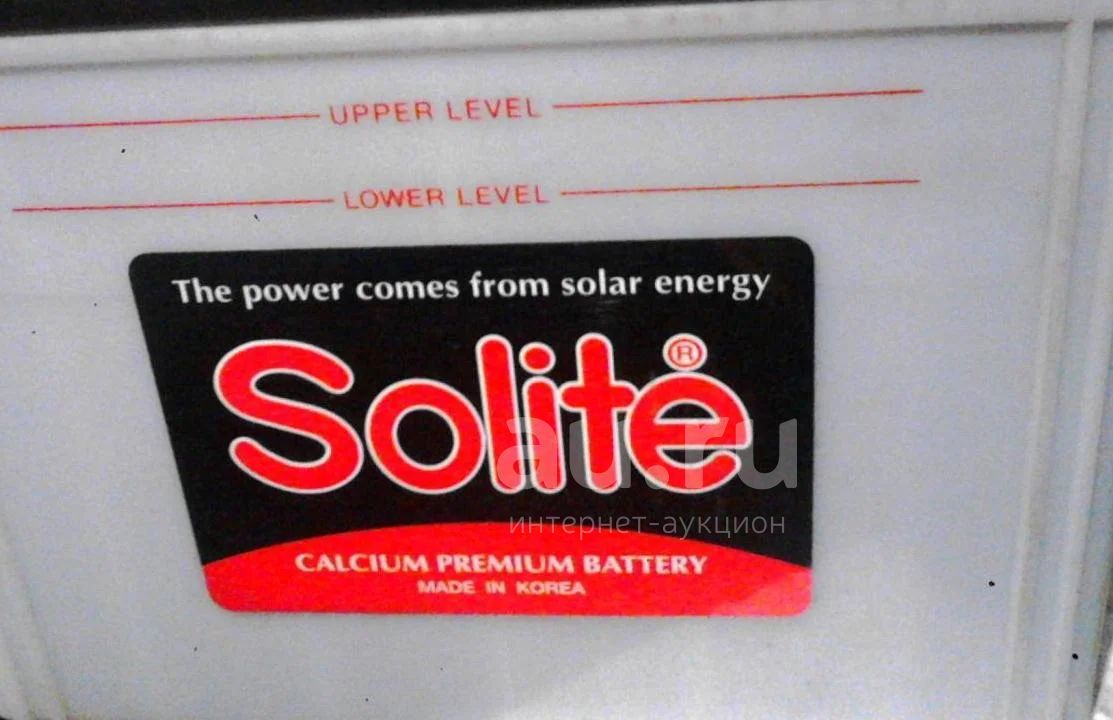 UPPER LEVEL
LOWER LEVEL
The power comes from solar energy
Solite®
au.ru
интернет-аукцион
CALCIUM PREMIUM BATTERY
MADE IN KOREA